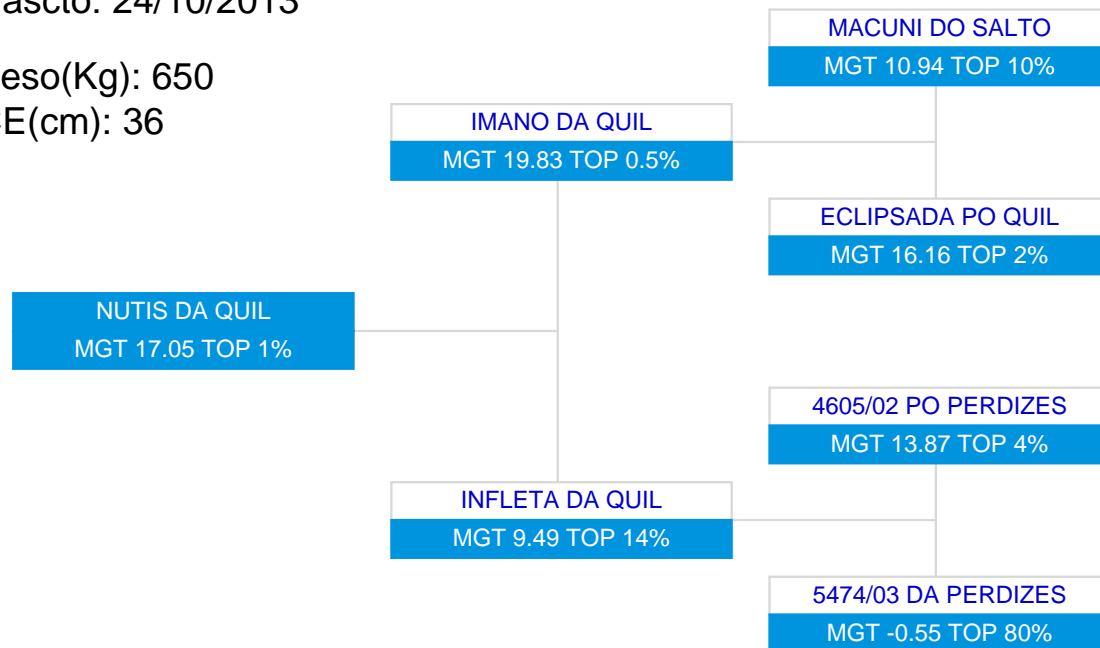 ascto: 24/10/2013
eso(Kg): 650
E(cm): 36
MACUNI DO SALTO
MGT 10.94 TOP 10%
IMANO DA QUIL
MGT 19.83 TOP 0.5%
ECLIPSADA PO QUIL
MGT 16.16 TOP 2%
NUTIS DA QUIL
MGT 17.05 TOP 1%
4605/02 PO PERDIZES
MGT 13.87 TOP 4%
INFLETA DA QUIL
MGT 9.49 TOP 14%
5474/03 DA PERDIZES
MGT -0.55 TOP 80%